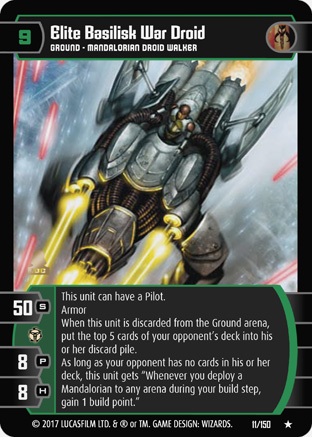 9 Elite Basilisk War Droid
GROUND - MANDALORIAN DROID WALKER
50 S
8 P
8 H
This unit can have a Pilot.
Armor
When this unit is discarded from the Ground arena,
put the top 5 cards of your opponent's deck into his
or her discard pile.
As long as your opponent has no cards in his or her
deck, this unit gets "Whenever you deploy a
Mandalorian to any arena during your build step,
gain 1 build point."
© 2017 LUCASFILM LTD. & ® or TM. GAME DESIGN: WIZARDS. 11/150 ★